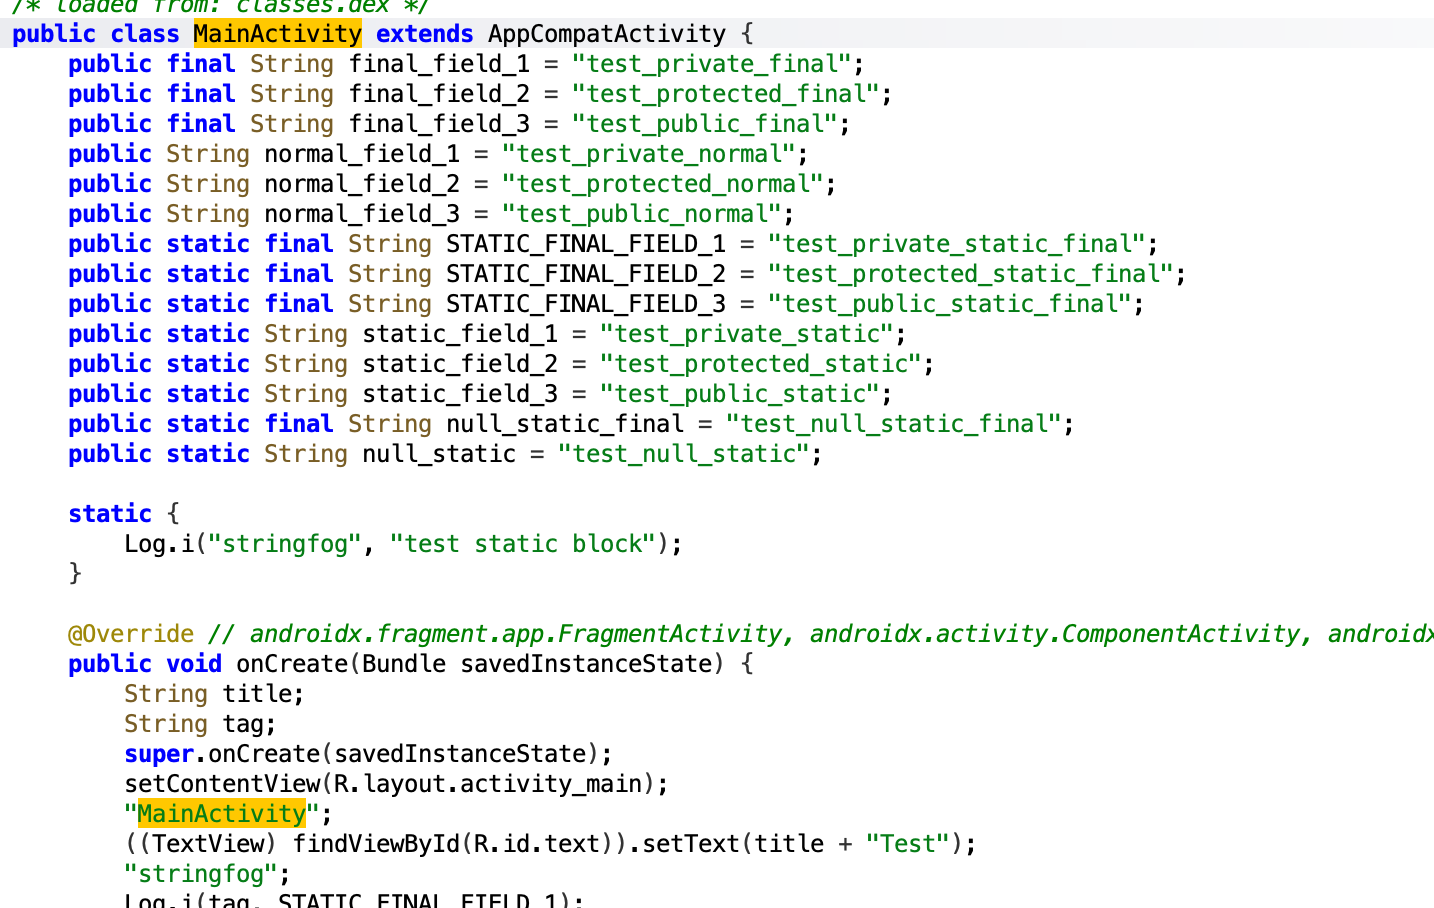 /* loaded from: classes.dex */
public class MainActivity extends AppCompatActivity {
    public final String final_field_1 = "test_private_final";
    public final String final_field_2 = "test_protected_final";
    public final String final_field_3 = "test_public_final";
    public String normal_field_1 = "test_private_normal";
    public String normal_field_2 = "test_protected_normal";
    public String normal_field_3 = "test_public_normal";
    public static final String STATIC_FINAL_FIELD_1 = "test_private_static_final";
    public static final String STATIC_FINAL_FIELD_2 = "test_protected_static_final";
    public static final String STATIC_FINAL_FIELD_3 = "test_public_static_final";
    public static String static_field_1 = "test_private_static";
    public static String static_field_2 = "test_protected_static";
    public static String static_field_3 = "test_public_static";
    public static final String null_static_final = "test_null_static_final";
    public static String null_static = "test_null_static";
    static {
        Log.i("stringfog", "test static block");
    }
    @Override // androidx.fragment.app.FragmentActivity, androidx.activity.ComponentActivity, androidx
    public void onCreate(Bundle savedInstanceState) {
        String title;
        String tag;
        super.onCreate(savedInstanceState);
        setContentView(R.layout.activity_main);
        "MainActivity";
        ((TextView) findViewById(R.id.text)).setText(title + "Test");
        "stringfog";
        Log.i(tag, STATIC_FINAL_FIELD_1);